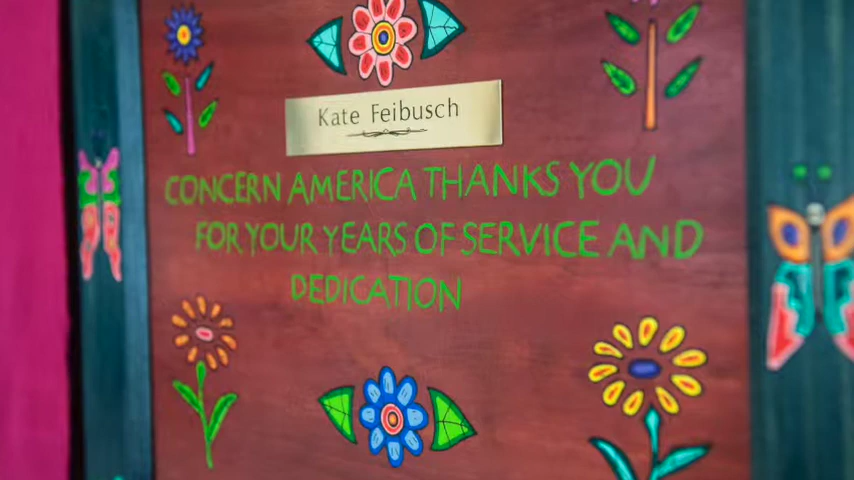 Kate Feibusch
CONCERN AMERICA THANKS YOU
FOR YOUR YEARS OF SERVICE AND
DEDICATION